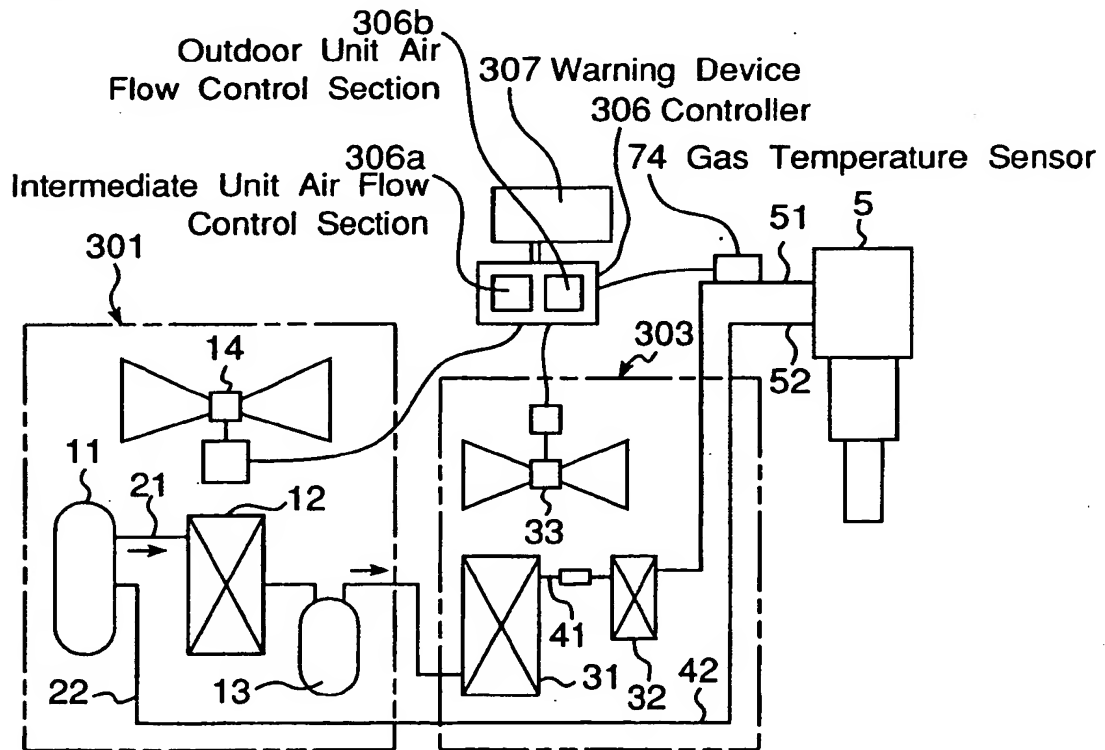 306b
Outdoor Unit Air
Flow Control Section
307 Warning Device
306 Controller
74 Gas Temperature Sensor
306a
Intermediate Unit Air Flow
Control Section
5
51
52
301
303
14
11
21
12
33
13
22
41
31
32
42